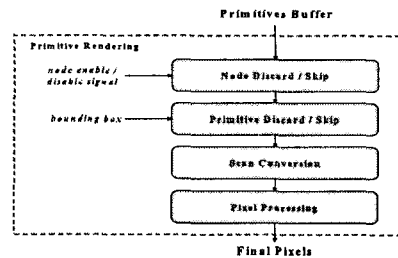 Primitives Buffer
Primitive Rendering
node enable /
disable signal
Node Discard / Skip
bounding box
Primitive Discard / Skip
Scan Conversion
Pixel Processing
Final Pixels